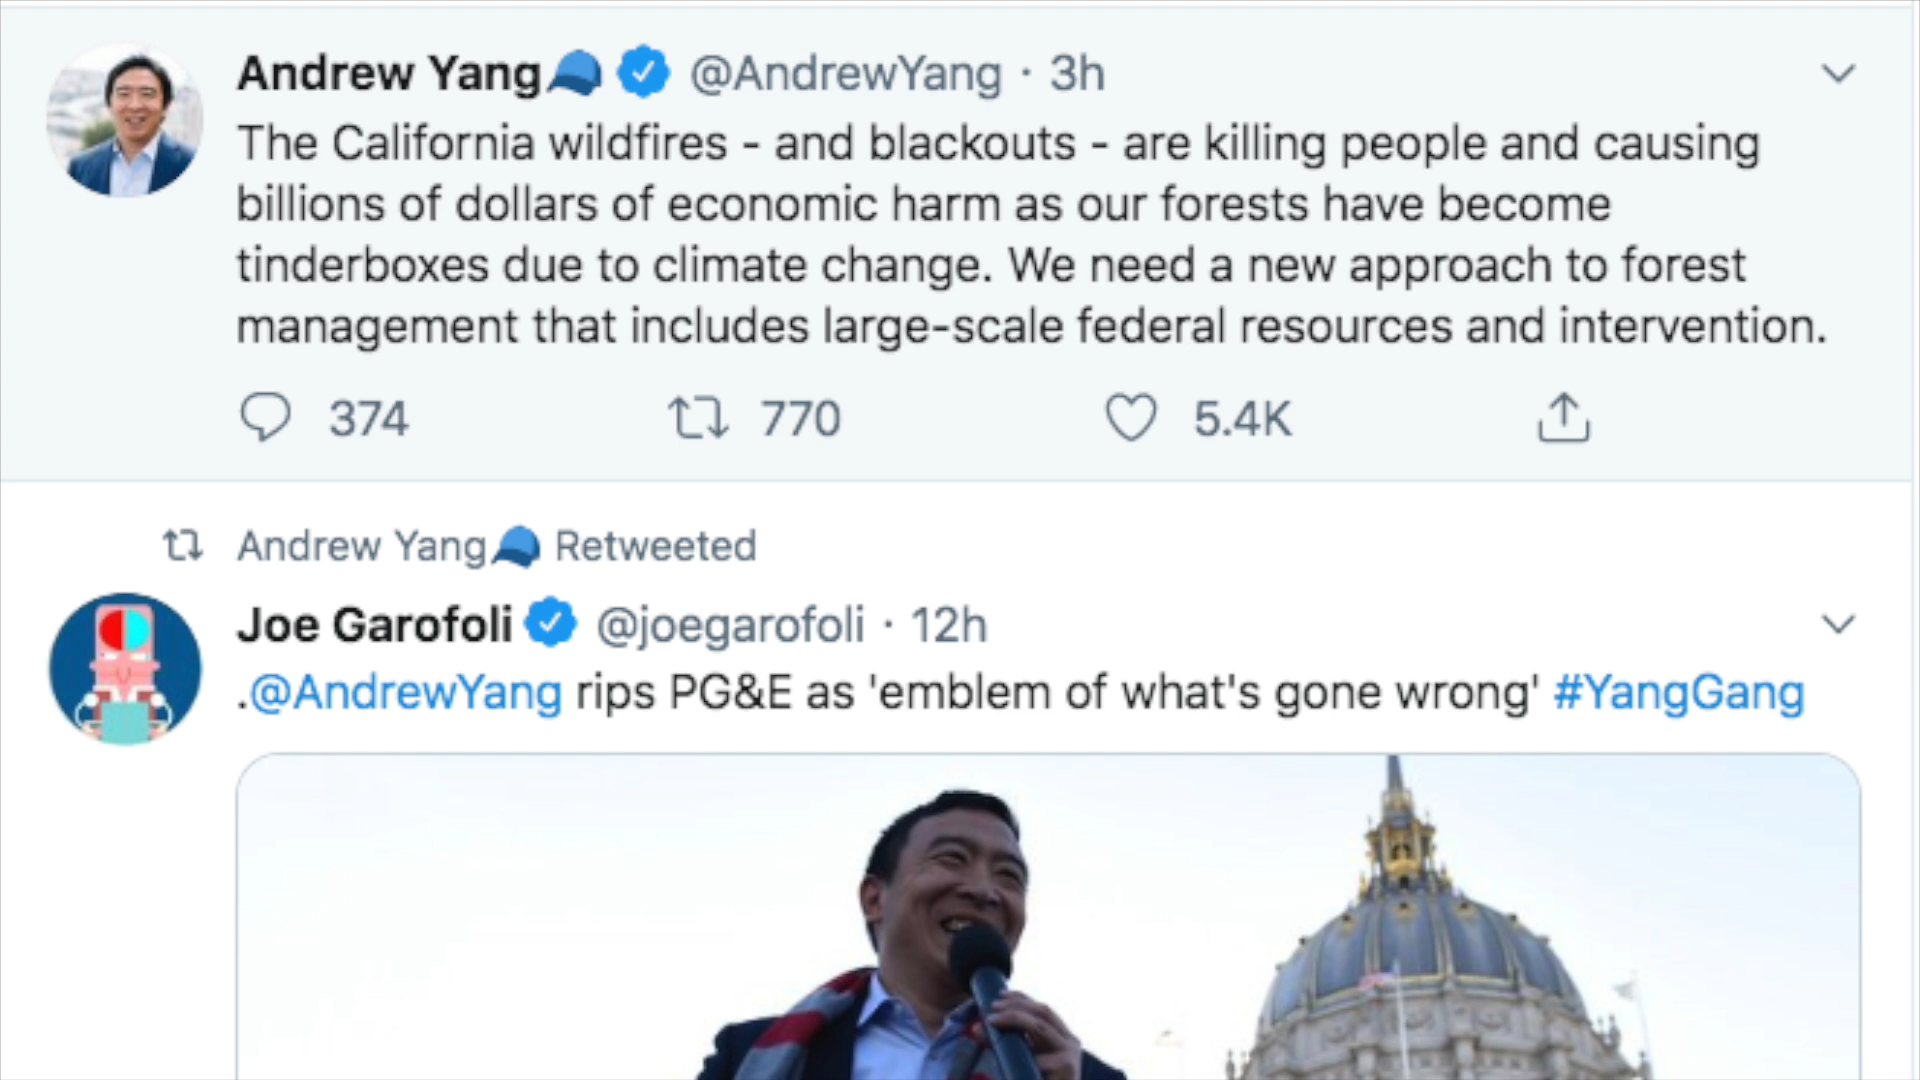 Andrew Yang @AndrewYang · 3h
The California wildfires - and blackouts - are killing people and causing
billions of dollars of economic harm as our forests have become
tinderboxes due to climate change. We need a new approach to forest
management that includes large-scale federal resources and intervention.
374 770 5.4K
Andrew Yang Retweeted
Joe Garofoli @joegarofoli · 12h
.@AndrewYang rips PG&E as 'emblem of what's gone wrong' #YangGang